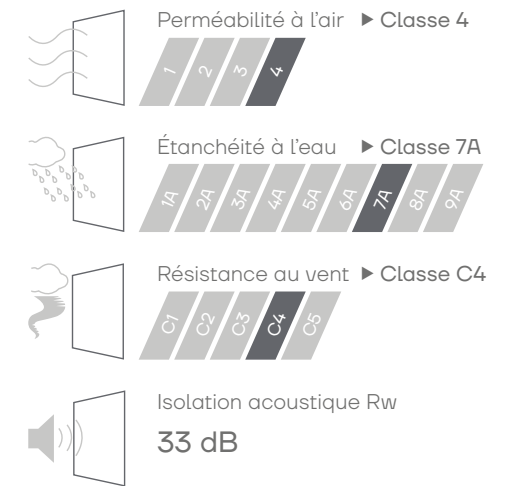 Perméabilité à l'air ▶ Classe 4
1 2 3 4
Étanchéité à l'eau ▶ Classe 7A
1A 2A 3A 4A 5A 6A 7A 8A 9A
Résistance au vent ▶ Classe C4
C1 C2 C3 C4 C5
Isolation acoustique Rw
33 dB